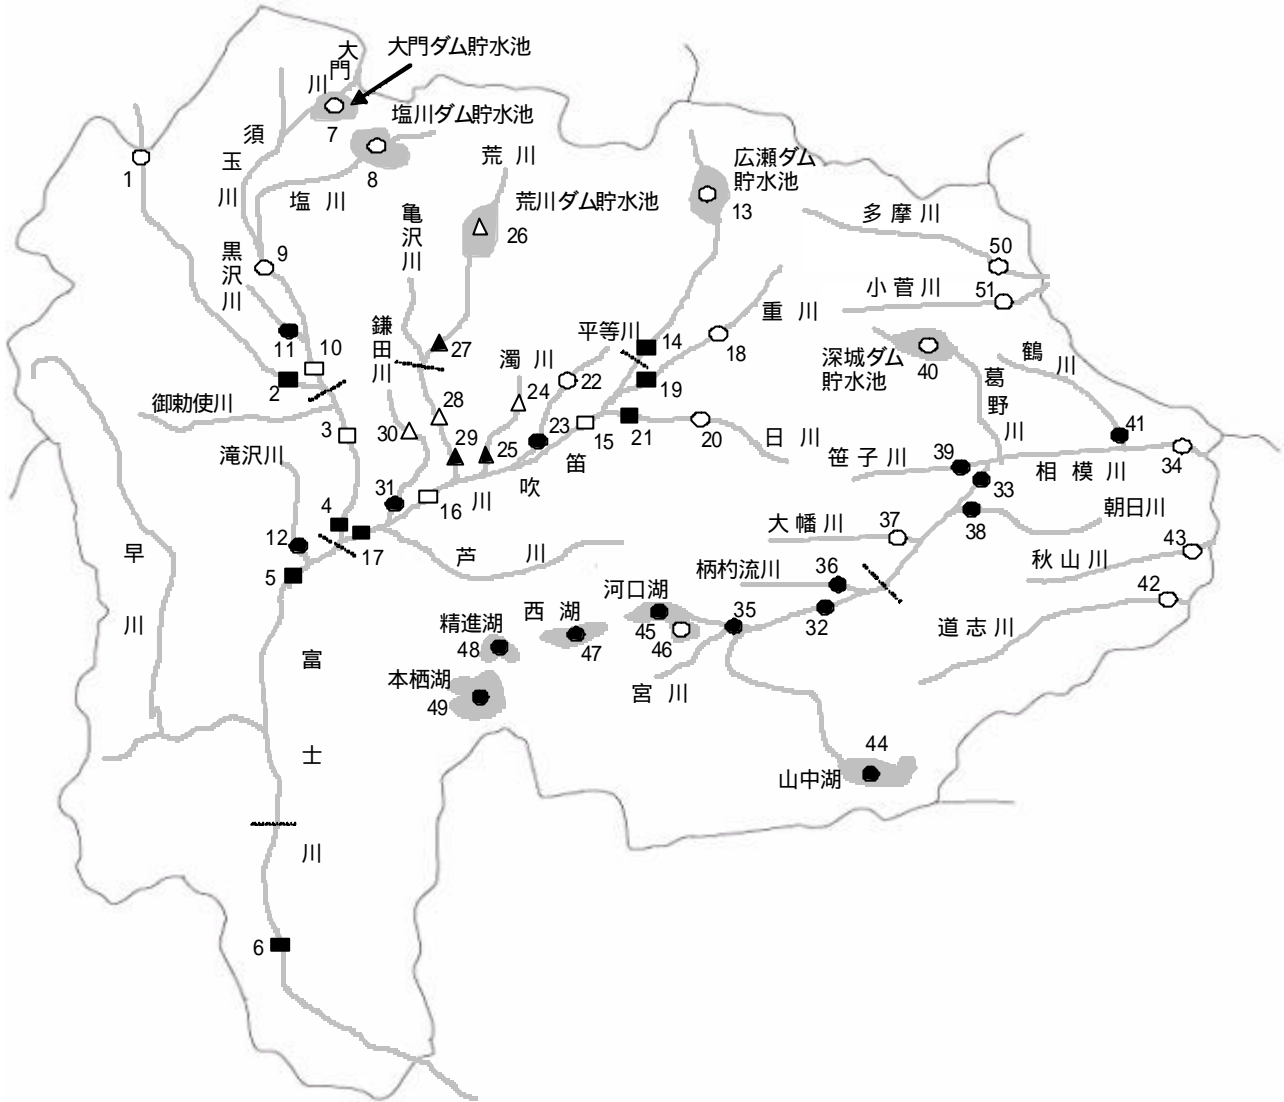 大門川
大門ダム貯水池
7
塩川ダム貯水池
8
須玉川
塩川
荒川
荒川ダム貯水池
26
亀沢川
広瀬ダム
貯水池
13
多摩川
50
小菅川
51
1
9
黒沢川
11
10
2
御勅使川
3
鎌田川
27
28
30
29
濁川
24
22
25
23
平等川
14
重川
18
19
15
21
20
日川
笛吹川
16
31
滝沢川
12
4
17
5
芦川
早川
富士川
6
深城ダム
貯水池
40
葛野川
鶴川
41
34
笹子川
39
33
相模川
朝日川
38
大幡川
37
秋山川
43
柄杓流川
36
32
42
道志川
河口湖
45
46
35
西湖
47
精進湖
48
本栖湖
49
宮川
44
山中湖